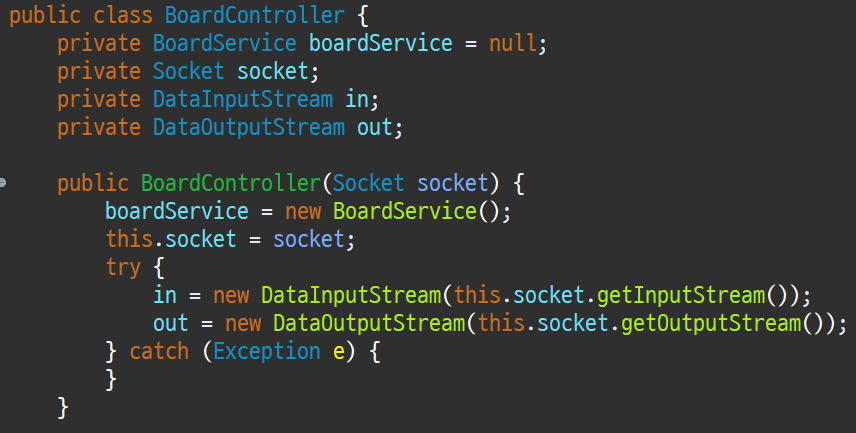 public class BoardController {
    private BoardService boardService = null;
    private Socket socket;
    private DataInputStream in;
    private DataOutputStream out;

    public BoardController(Socket socket) {
        boardService = new BoardService();
        this.socket = socket;
        try {
            in = new DataInputStream(this.socket.getInputStream());
            out = new DataOutputStream(this.socket.getOutputStream());
        } catch (Exception e) {
        }
    }